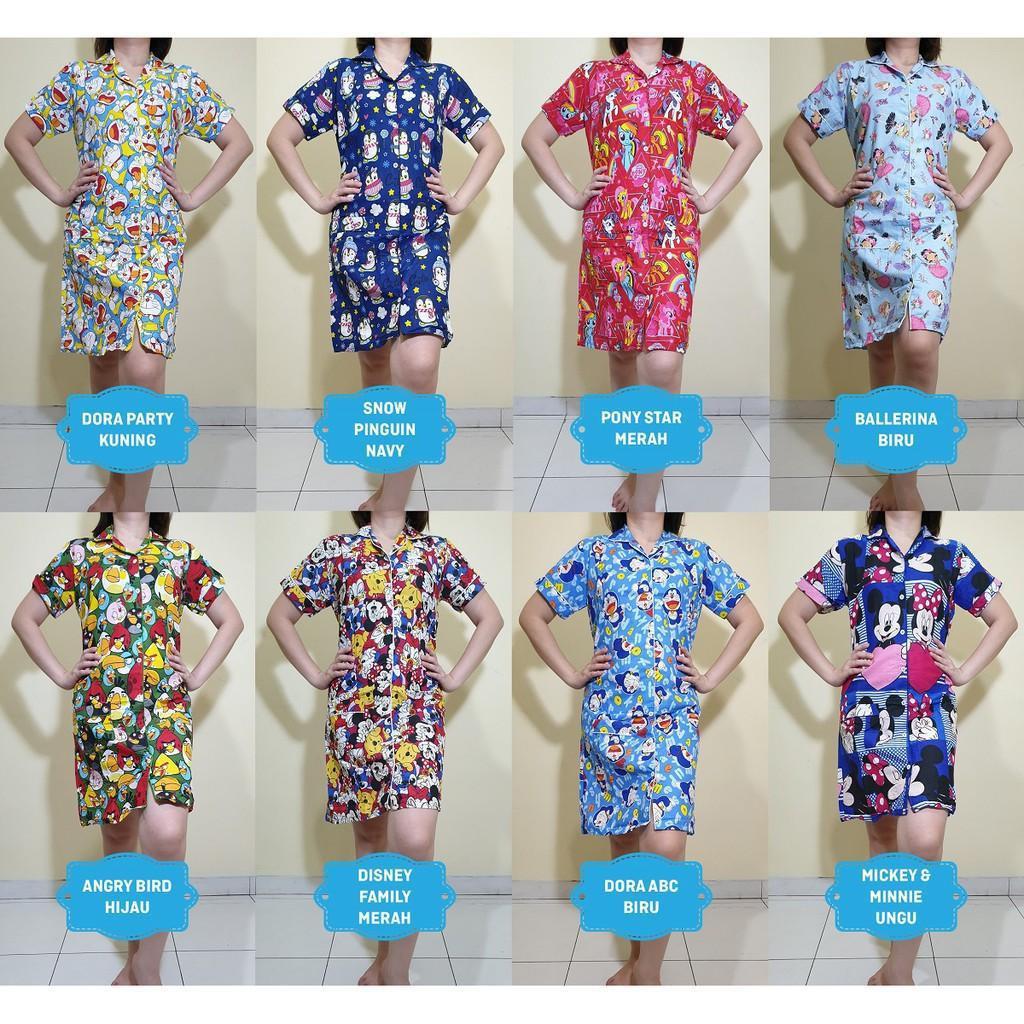 DORA PARTY
KUNING
SNOW
PINGUIN
NAVY
PONY STAR
MERAH
BALLERINA
BIRU
ANGRY BIRD
HIJAU
DISNEY
FAMILY
MERAH
DORA ABC
BIRU
MICKEY &
MINNIE
UNGU